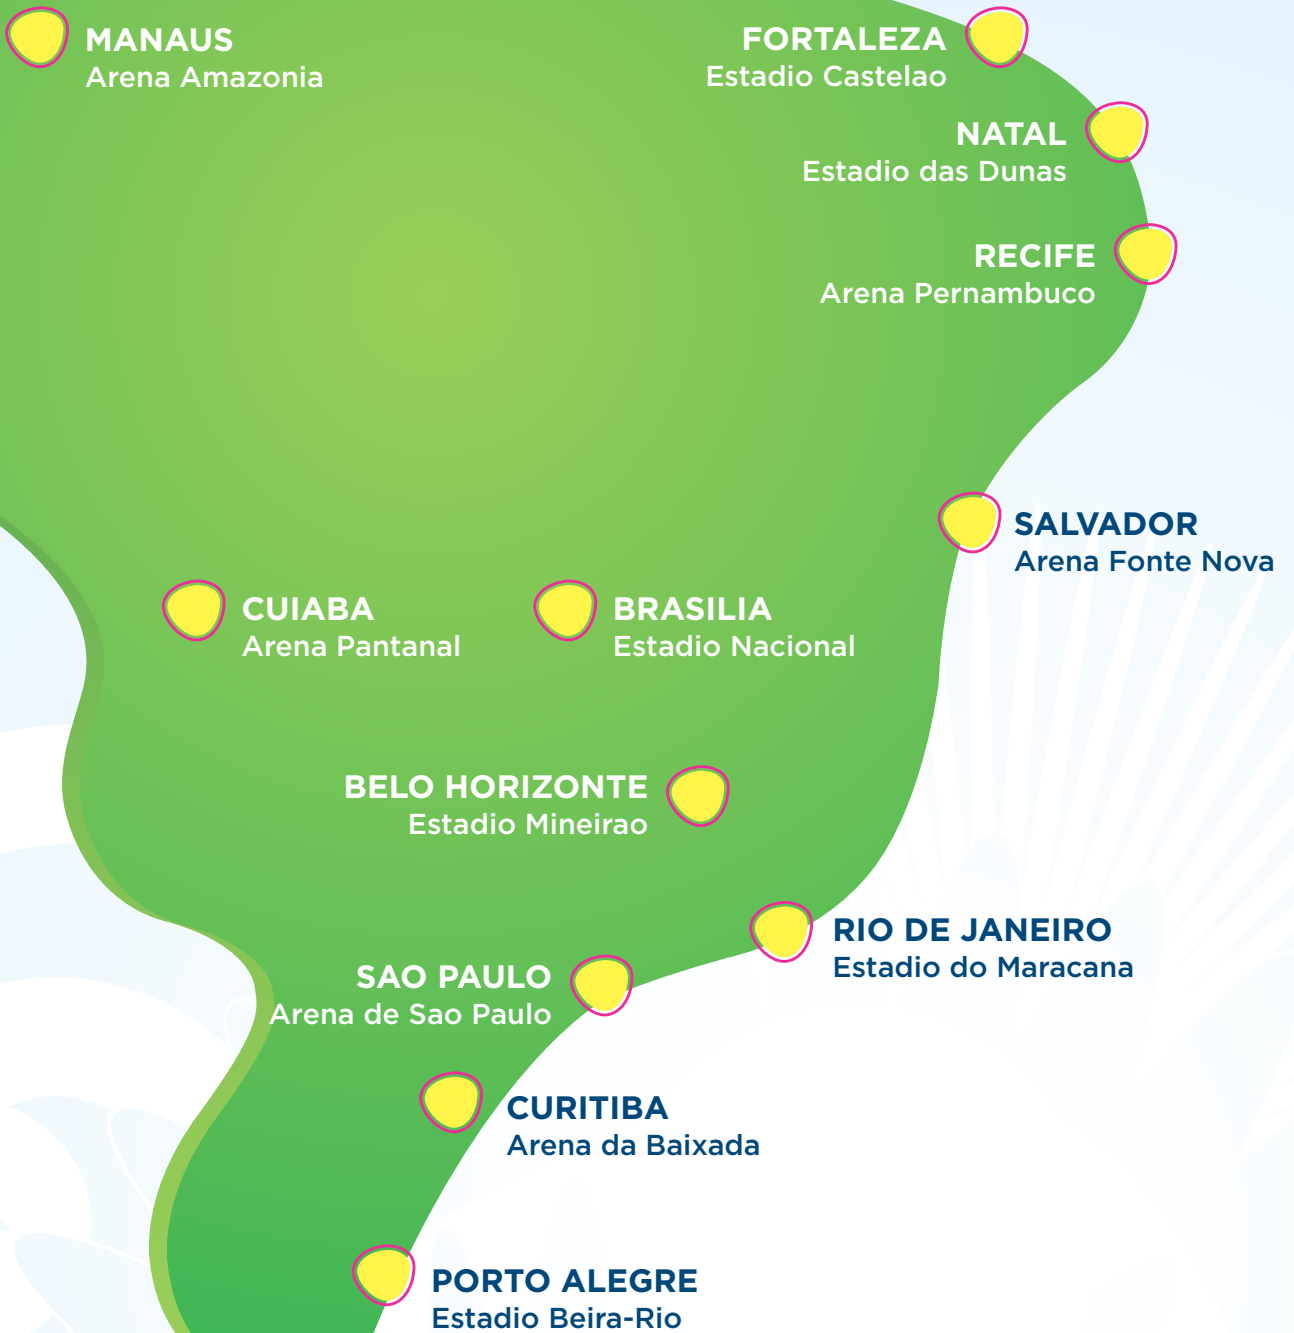 MANAUS
Arena Amazonia
FORTALEZA
Estadio Castelao
NATAL
Estadio das Dunas
RECIFE
Arena Pernambuco
SALVADOR
Arena Fonte Nova
CUIABA
Arena Pantanal
BRASILIA
Estadio Nacional
BELO HORIZONTE
Estadio Mineirao
RIO DE JANEIRO
Estadio do Maracana
SAO PAULO
Arena de Sao Paulo
CURITIBA
Arena da Baixada
PORTO ALEGRE
Estadio Beira-Rio